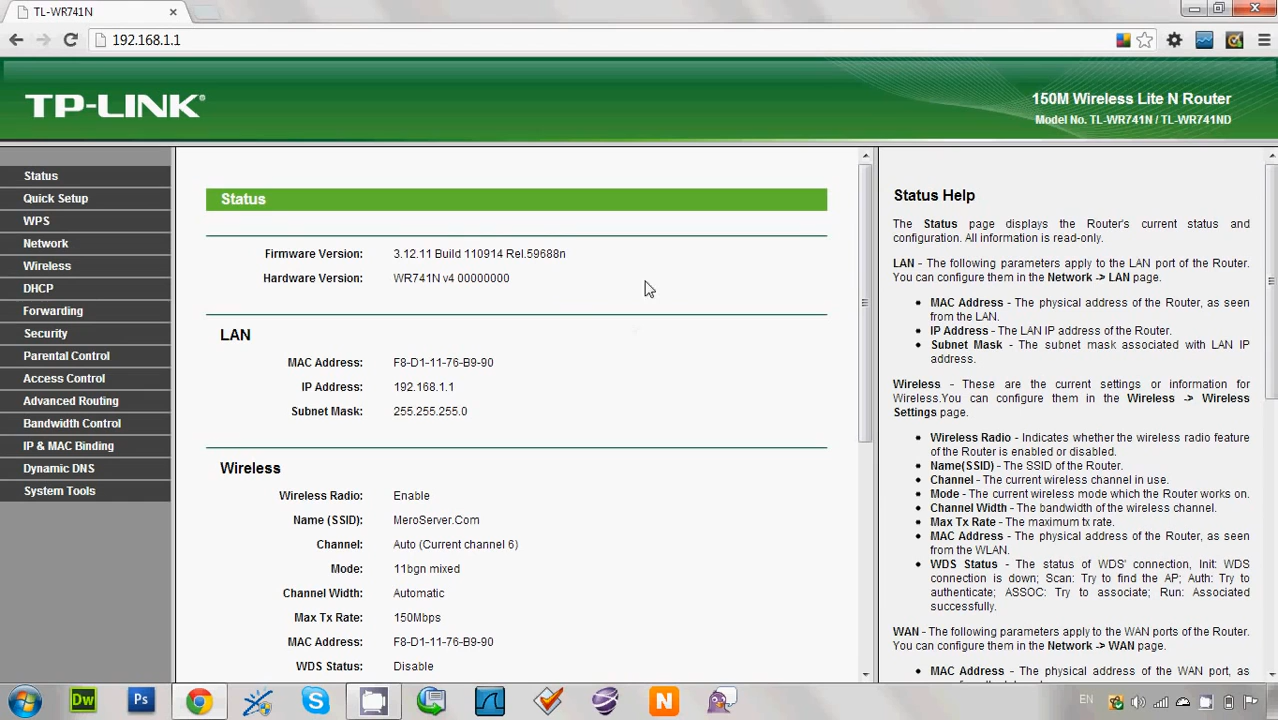 TL-WR741N
192.168.1.1
TP-LINK®
150M Wireless Lite N Router
Model No. TL-WR741N / TL-WR741ND
Status
Quick Setup
WPS
Network
Wireless
DHCP
Forwarding
Security
Parental Control
Access Control
Advanced Routing
Bandwidth Control
IP & MAC Binding
Dynamic DNS
System Tools
Status
Firmware Version: 3.12.11 Build 110914 Rel.59688n
Hardware Version: WR741N v4 00000000
LAN
MAC Address: F8-D1-11-76-B9-90
IP Address: 192.168.1.1
Subnet Mask: 255.255.255.0
Wireless
Wireless Radio: Enable
Name (SSID): MeroServer.Com
Channel: Auto (Current channel 6)
Mode: 11bgn mixed
Channel Width: Automatic
Max Tx Rate: 150Mbps
MAC Address: F8-D1-11-76-B9-90
WDS Status: Disable
Status Help
The Status page displays the Router's current status and
configuration. All information is read-only.
LAN - The following parameters apply to the LAN port of the Router.
You can configure them in the Network -> LAN page.
• MAC Address - The physical address of the Router, as seen
from the LAN.
• IP Address - The LAN IP address of the Router.
• Subnet Mask - The subnet mask associated with LAN IP
address.
Wireless - These are the current settings or information for
Wireless.You can configure them in the Wireless -> Wireless
Settings page.
• Wireless Radio - Indicates whether the wireless radio feature
of the Router is enabled or disabled.
• Name(SSID) - The SSID of the Router.
• Channel - The current wireless channel in use.
• Mode - The current wireless mode which the Router works on.
• Channel Width - The bandwidth of the wireless channel.
• Max Tx Rate - The maximum tx rate.
• MAC Address - The physical address of the Router, as seen
from the WLAN.
• WDS Status - The status of WDS' connection, Init: WDS
connection is down; Scan: Try to find the AP; Auth: Try to
authenticate; ASSOC: Try to associate; Run: Associated
successfully.
WAN - The following parameters apply to the WAN ports of the Router.
You can configure them in the Network -> WAN page.
• MAC Address - The physical address of the WAN port, as
Dw
Ps
N
EN